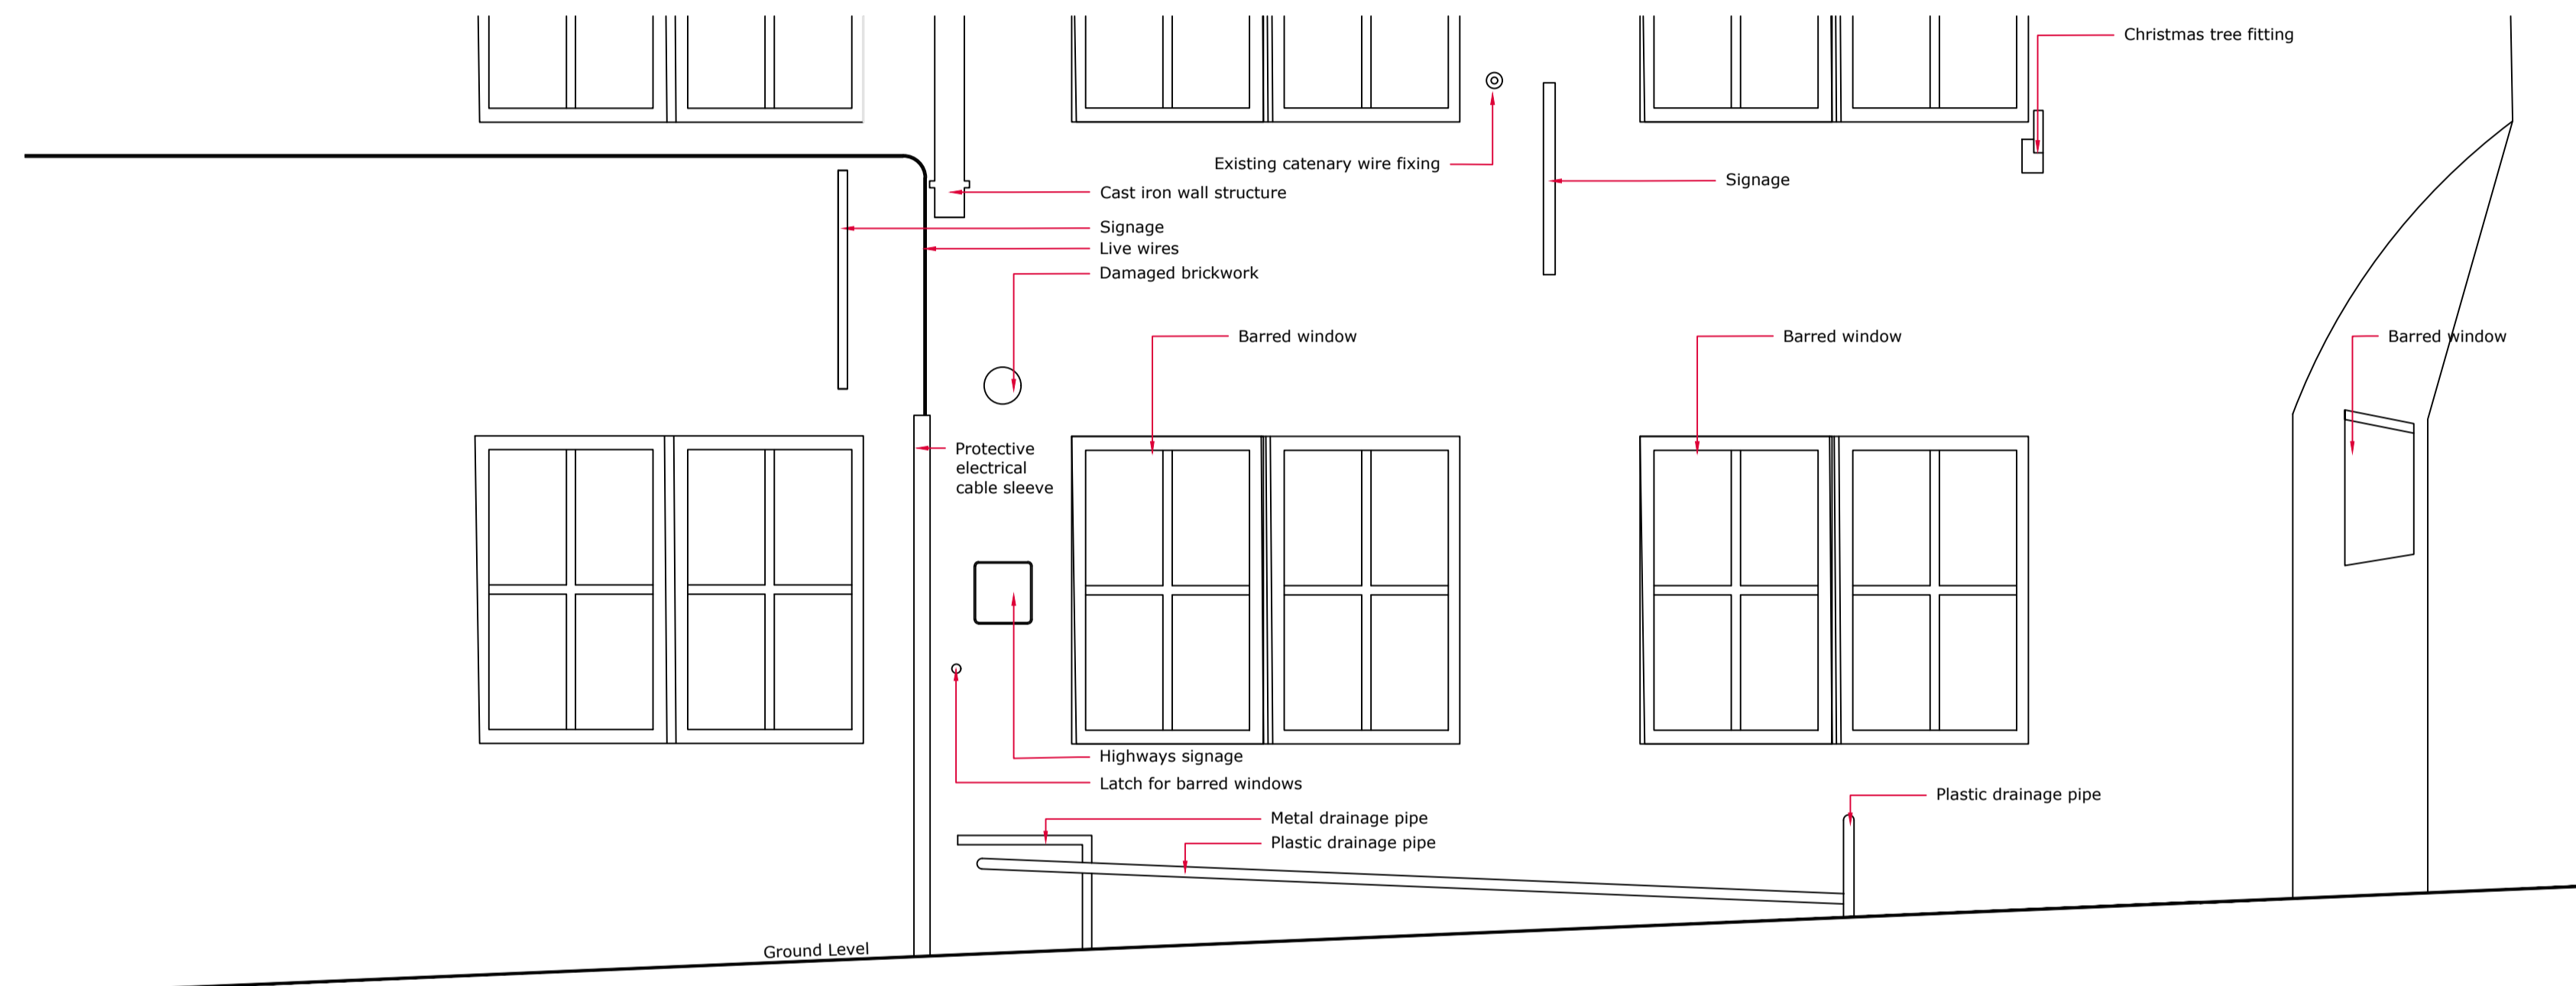 Christmas tree fitting
Existing catenary wire fixing
Signage
Cast iron wall structure
Signage
Live wires
Damaged brickwork
Barred window
Barred window
Barred window
Protective
electrical
cable sleeve
Highways signage
Latch for barred windows
Plastic drainage pipe
Metal drainage pipe
Plastic drainage pipe
Ground Level